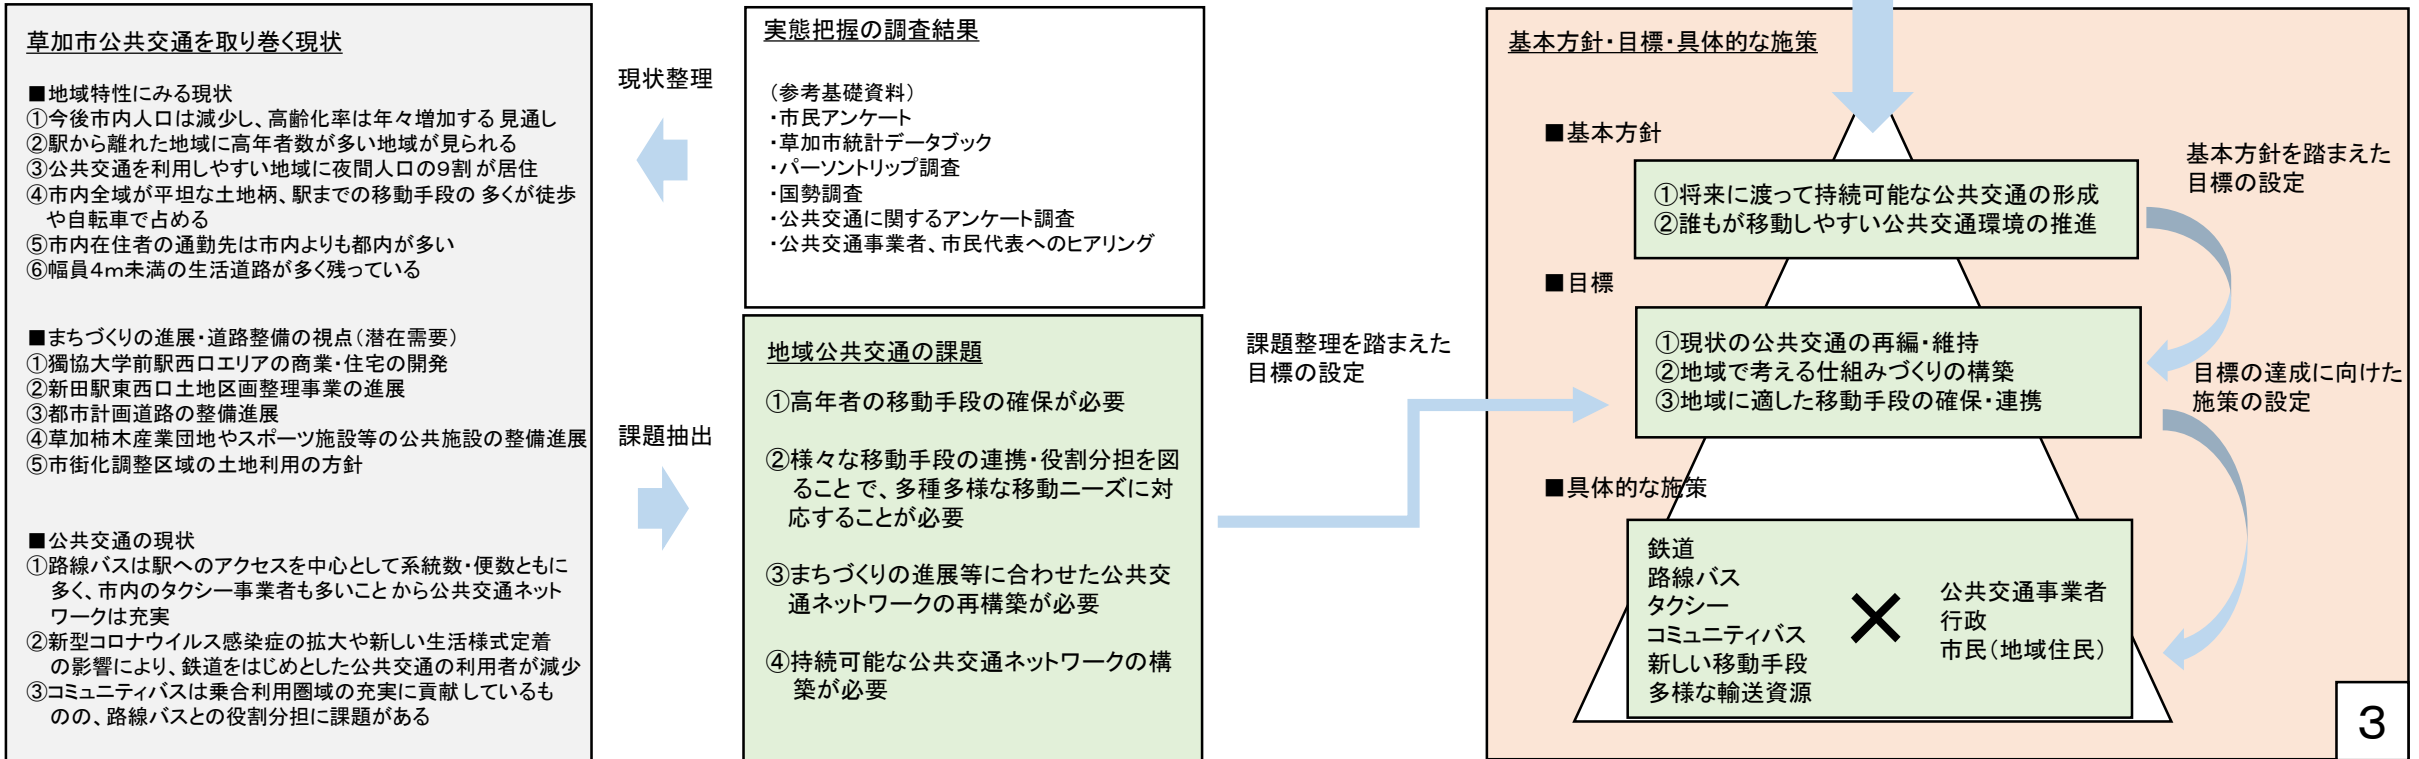 草加市公共交通を取り巻く現状
■地域特性にみる現状
①今後市内人口は減少し、高齢化率は年々増加する見通し
②駅から離れた地域に高年者数が多い地域が見られる
③公共交通を利用しやすい地域に夜間人口の9割が居住
④市内全域が平坦な土地柄、駅までの移動手段の多くが徒歩
や自転車で占める
⑤市内在住者の通勤先は市内よりも都内が多い
⑥幅員4m未満の生活道路が多く残っている
■まちづくりの進展・道路整備の視点（潜在需要）
①獨協大学前駅西口エリアの商業・住宅の開発
②新田駅東西口土地区画整理事業の進展
③都市計画道路の整備進展
④草加柿木産業団地やスポーツ施設等の公共施設の整備進展
⑤市街化調整区域の土地利用の方針
■公共交通の現状
①路線バスは駅へのアクセスを中心として系統数・便数ともに
多く、市内のタクシー事業者も多いことから公共交通ネット
ワークは充実
②新型コロナウイルス感染症の拡大や新しい生活様式定着
の影響により、鉄道をはじめとした公共交通の利用者が減少
③コミュニティバスは乗合利用圏域の充実に貢献しているも
のの、路線バスとの役割分担に課題がある
現状整理
課題抽出
実態把握の調査結果
（参考基礎資料）
・市民アンケート
・草加市統計データブック
・パーソントリップ調査
・国勢調査
・公共交通に関するアンケート調査
・公共交通事業者、市民代表へのヒアリング
地域公共交通の課題
①高年者の移動手段の確保が必要
②様々な移動手段の連携・役割分担を図
ることで、多種多様な移動ニーズに対
応することが必要
③まちづくりの進展等に合わせた公共交
通ネットワークの再構築が必要
④持続可能な公共交通ネットワークの構
築が必要
課題整理を踏まえた
目標の設定
基本方針・目標・具体的な施策
■基本方針
①将来に渡って持続可能な公共交通の形成
②誰もが移動しやすい公共交通環境の推進
基本方針を踏まえた
目標の設定
■目標
①現状の公共交通の再編・維持
②地域で考える仕組みづくりの構築
③地域に適した移動手段の確保・連携
目標の達成に向けた
施策の設定
■具体的な施策
鉄道
路線バス
タクシー
コミュニティバス
新しい移動手段
多様な輸送資源
×
公共交通事業者
行政
市民（地域住民）
3